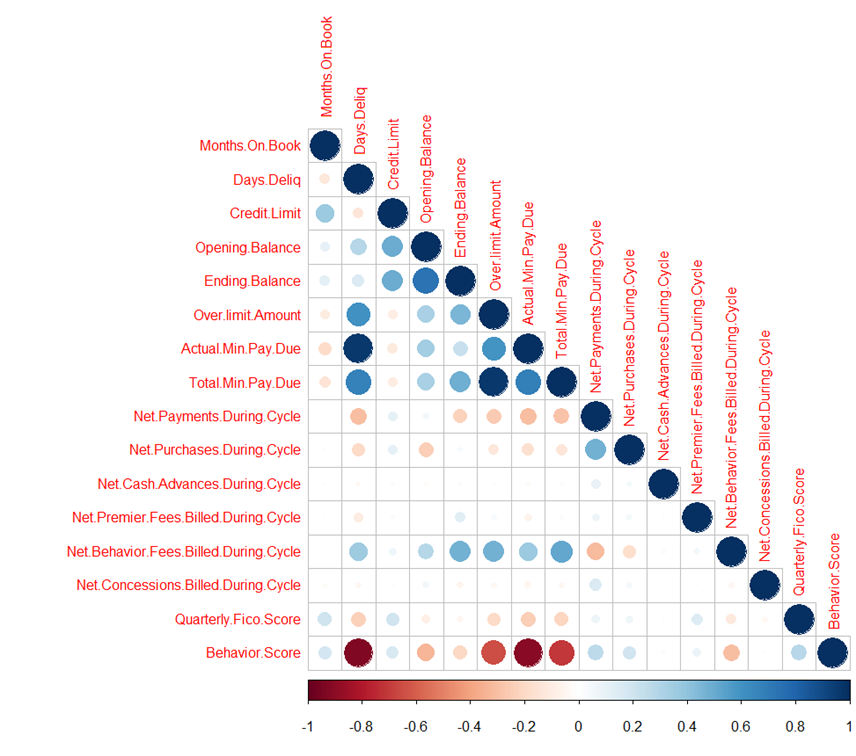 Months.On.Book
Days.Deliq
Credit.Limit
Opening.Balance
Ending.Balance
Over.limit.Amount
Actual.Min.Pay.Due
Total.Min.Pay.Due
Net.Payments.During.Cycle
Net.Purchases.During.Cycle
Net.Cash.Advances.During.Cycle
Net.Premier.Fees.Billed.During.Cycle
Net.Behavior.Fees.Billed.During.Cycle
Net.Concessions.Billed.During.Cycle
Quarterly.Fico.Score
Behavior.Score
Months.On.Book
Days.Deliq
Credit.Limit
Opening.Balance
Ending.Balance
Over.limit.Amount
Actual.Min.Pay.Due
Total.Min.Pay.Due
Net.Payments.During.Cycle
Net.Purchases.During.Cycle
Net.Cash.Advances.During.Cycle
Net.Premier.Fees.Billed.During.Cycle
Net.Behavior.Fees.Billed.During.Cycle
Net.Concessions.Billed.During.Cycle
Quarterly.Fico.Score
Behavior.Score
-1 -0.8 -0.6 -0.4 -0.2 0 0.2 0.4 0.6 0.8 1